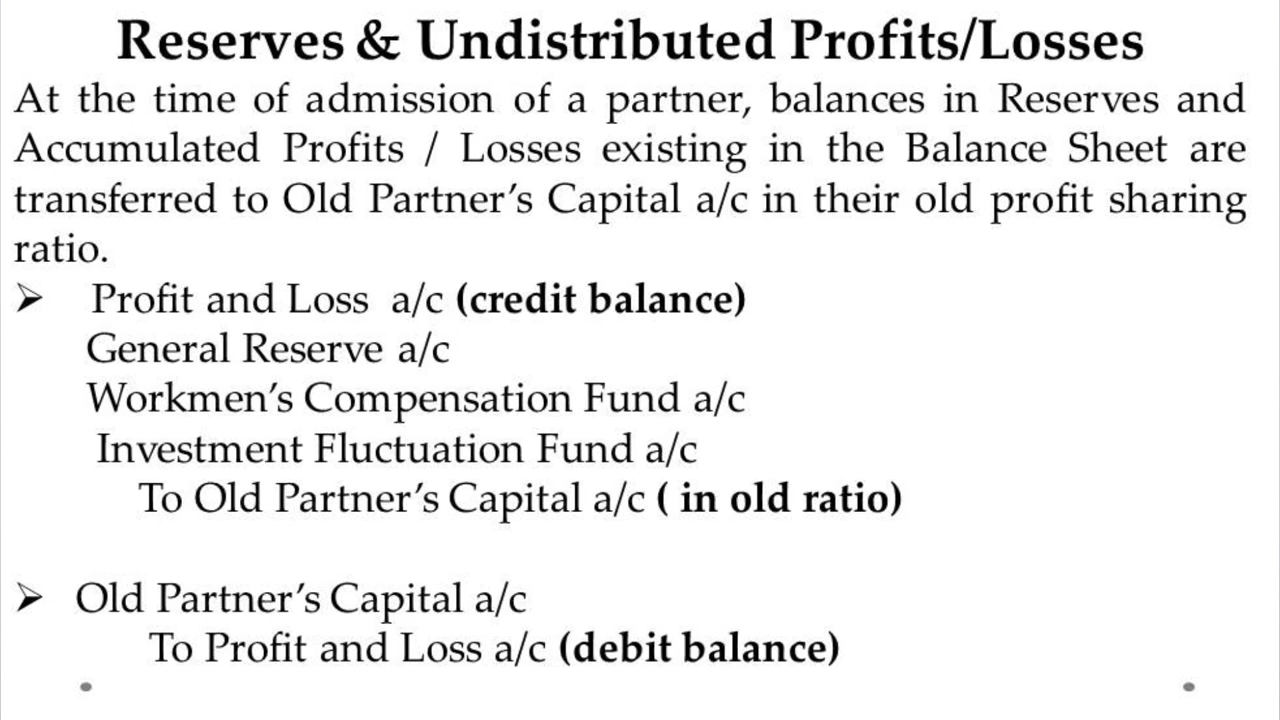 Reserves & Undistributed Profits/Losses
At the time of admission of a partner, balances in Reserves and
Accumulated Profits / Losses existing in the Balance Sheet are
transferred to Old Partner’s Capital a/c in their old profit sharing
ratio.
➢ Profit and Loss a/c (credit balance)
General Reserve a/c
Workmen’s Compensation Fund a/c
Investment Fluctuation Fund a/c
To Old Partner’s Capital a/c ( in old ratio)
➢ Old Partner’s Capital a/c
To Profit and Loss a/c (debit balance)